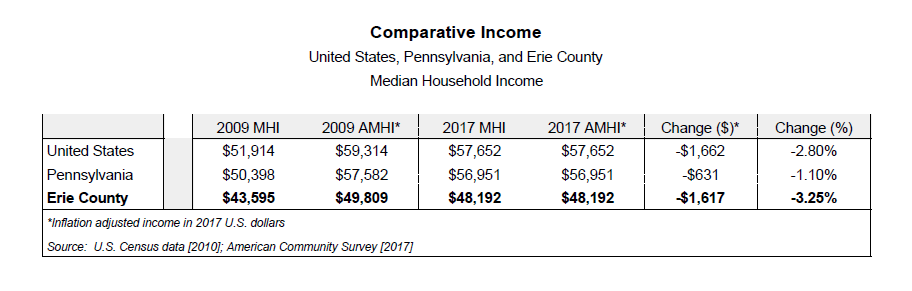 Comparative Income
United States, Pennsylvania, and Erie County
Median Household Income
2009 MHI 2009 AMHI* 2017 MHI 2017 AMHI* Change ($)* Change (%)
United States $51,914 $59,314 $57,652 $57,652 -$1,662 -2.80%
Pennsylvania $50,398 $57,582 $56,951 $56,951 -$631 -1.10%
Erie County $43,595 $49,809 $48,192 $48,192 -$1,617 -3.25%
*Inflation adjusted income in 2017 U.S. dollars
Source: U.S. Census data [2010]; American Community Survey [2017]